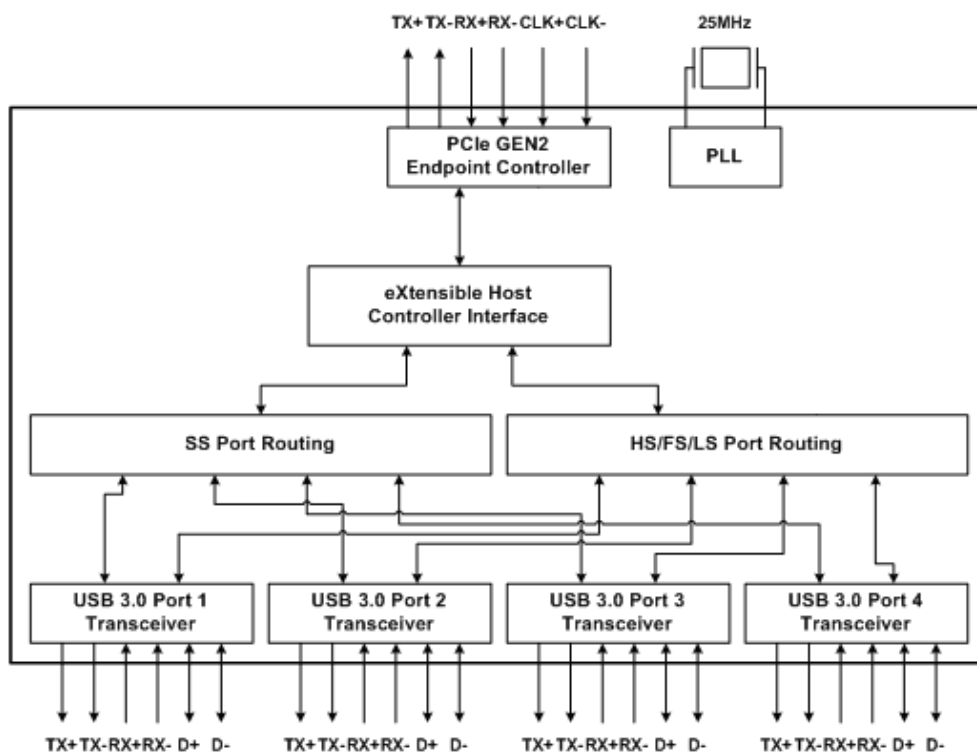 TX+ TX- RX+ RX- CLK+ CLK- 25MHz
PCIe GEN2
Endpoint Controller
PLL
eXtensible Host
Controller Interface
SS Port Routing
HS/FS/LS Port Routing
USB 3.0 Port 1
Transceiver
USB 3.0 Port 2
Transceiver
USB 3.0 Port 3
Transceiver
USB 3.0 Port 4
Transceiver
TX+ TX- RX+ RX- D+ D-
TX+ TX- RX+ RX- D+ D-
TX+ TX- RX+ RX- D+ D-
TX+ TX- RX+ RX- D+ D-